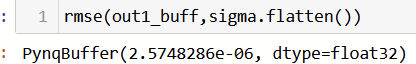 : 1 rmse(out1_buff,sigma.flatten())
: PynqBuffer(2.5748286e-06, dtype=float32)